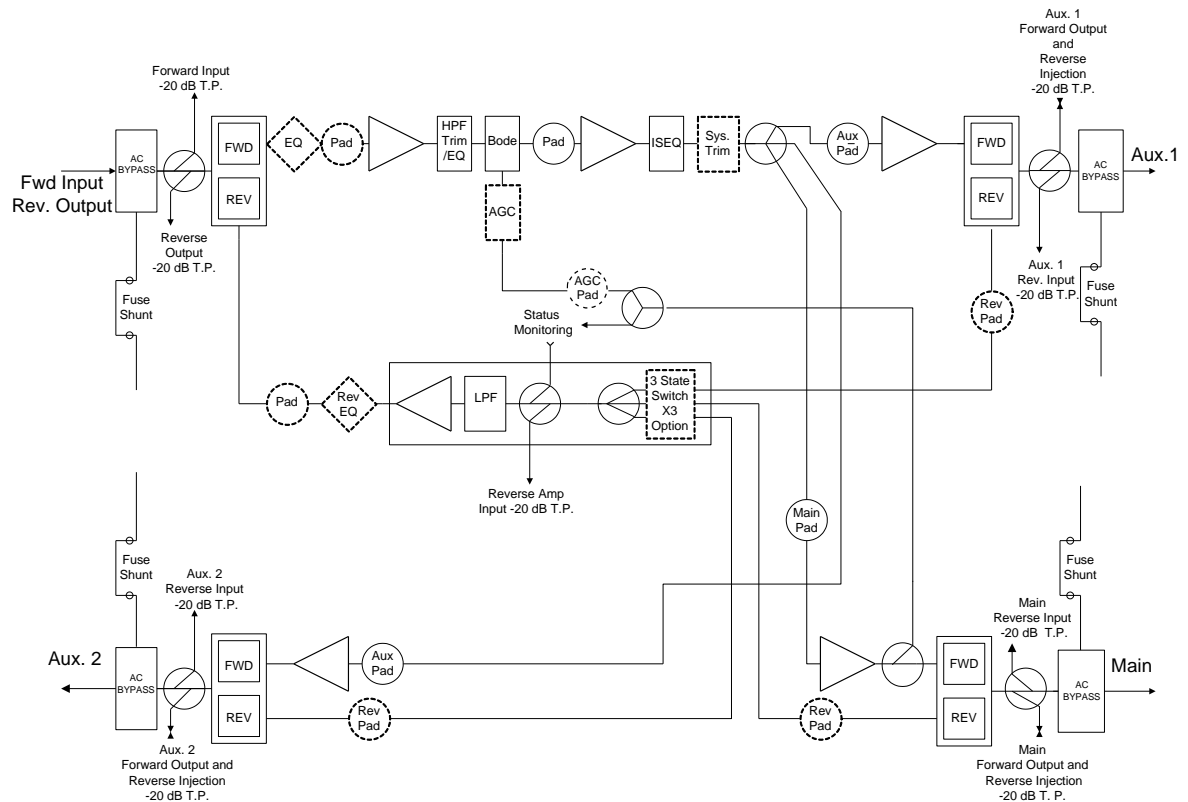 Aux. 1
Forward Output
and
Reverse
Injection
-20 dB T.P.
Forward Input
-20 dB T.P.
AC
BYPASS
FWD
REV
EQ
Pad
HPF
Trim
/EQ
Bode
Pad
ISEQ
Sys.
Trim
Aux
Pad
FWD
REV
AC
BYPASS
Aux.1
Fwd Input
Rev. Output
AGC
Reverse
Output
-20 dB T.P.
Aux. 1
Rev. Input
-20 dB T.P.
Fuse
Shunt
AGC
Pad
Status
Monitoring
Rev
Pad
Fuse
Shunt
Pad
Rev
EQ
LPF
3 State
Switch
X3
Option
Reverse Amp
Input -20 dB T.P.
Main
Pad
Fuse
Shunt
Fuse
Shunt
Aux. 2
Reverse Input
-20 dB T.P.
Main
Reverse Input
-20 dB T.P.
Aux. 2
AC
BYPASS
FWD
REV
Aux
Pad
Rev
Pad
Rev
Pad
FWD
REV
AC
BYPASS
Main
Aux. 2
Forward Output and
Reverse Injection
-20 dB T.P.
Main
Forward Output and
Reverse Injection
-20 dB T. P.